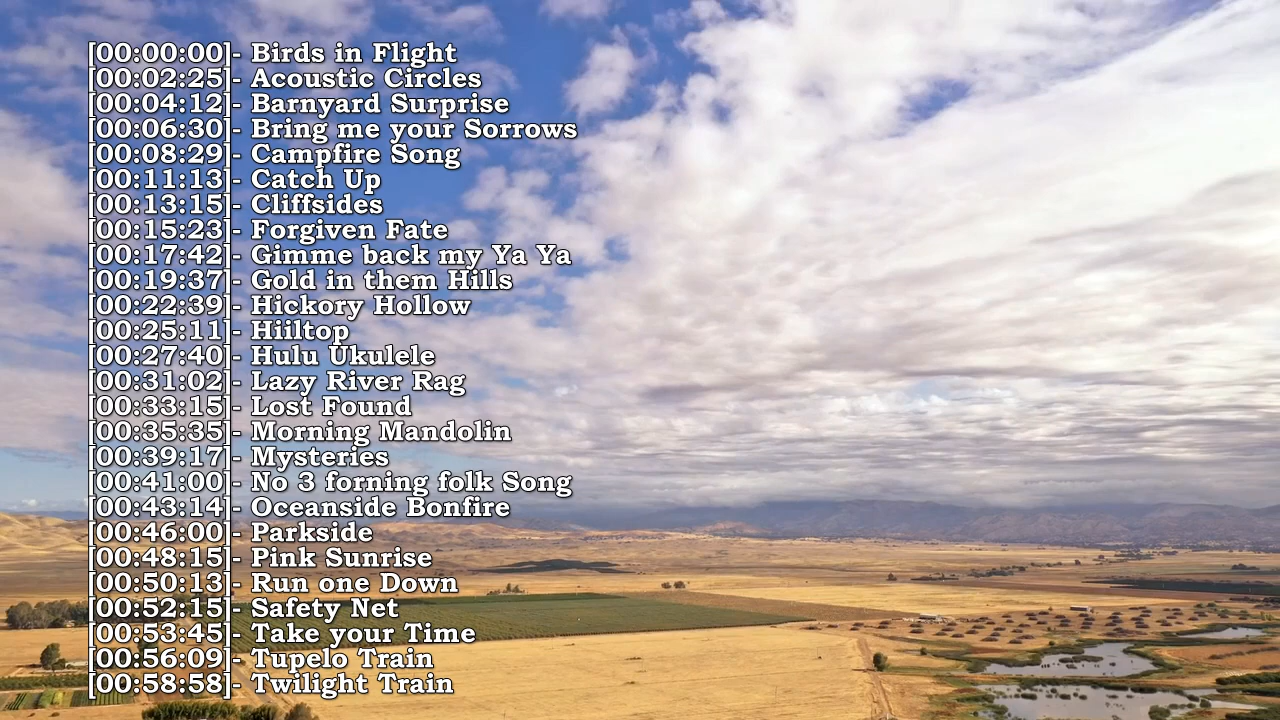 [00:00:00]- Birds in Flight
[00:02:25]- Acoustic Circles
[00:04:12]- Barnyard Surprise
[00:06:30]- Bring me your Sorrows
[00:08:29]- Campfire Song
[00:11:13]- Catch Up
[00:13:15]- Cliffsides
[00:15:23]- Forgiven Fate
[00:17:42]- Gimme back my Ya Ya
[00:19:37]- Gold in them Hills
[00:22:39]- Hickory Hollow
[00:25:11]- Hiiltop
[00:27:40]- Hulu Ukulele
[00:31:02]- Lazy River Rag
[00:33:15]- Lost Found
[00:35:35]- Morning Mandolin
[00:39:17]- Mysteries
[00:41:00]- No 3 forning folk Song
[00:43:14]- Oceanside Bonfire
[00:46:00]- Parkside
[00:48:15]- Pink Sunrise
[00:50:13]- Run one Down
[00:52:15]- Safety Net
[00:53:45]- Take your Time
[00:56:09]- Tupelo Train
[00:58:58]- Twilight Train